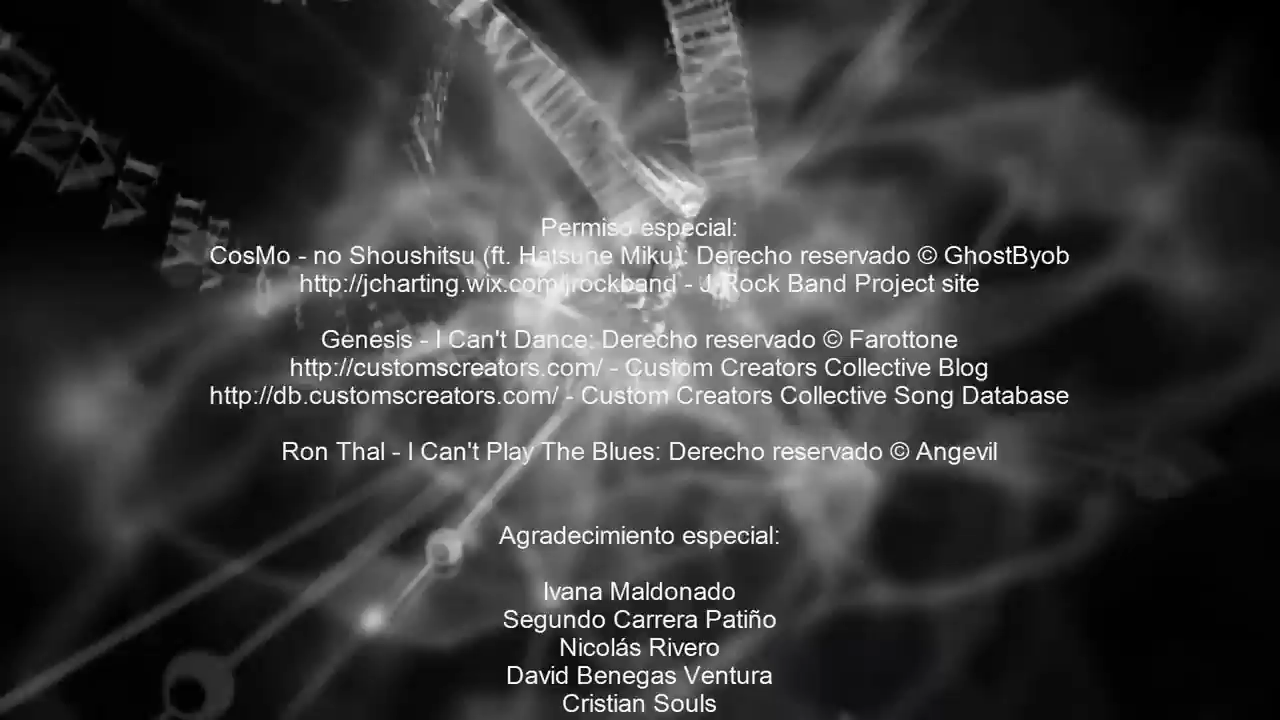 Permiso especial:
CosMo - no Shoushitsu (ft. Hatsune Miku): Derecho reservado © GhostByob
http://jcharting.wix.com/jrockband - J-Rock Band Project site
Genesis - I Can't Dance: Derecho reservado © Farottone
http://customscreators.com/ - Custom Creators Collective Blog
http://db.customscreators.com/ - Custom Creators Collective Song Database
Ron Thal - I Can't Play The Blues: Derecho reservado © Angevil
Agradecimiento especial:
Ivana Maldonado
Segundo Carrera Patiño
Nicolás Rivero
David Benegas Ventura
Cristian Souls